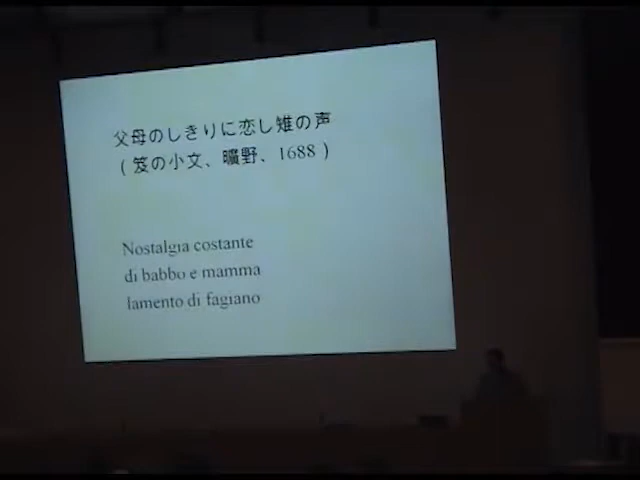 父母のしきりに恋し雉の声
( 笈の小文、曠野、1688 )
Nostalgia costante
di babbo e mamma
lamento di fagiano